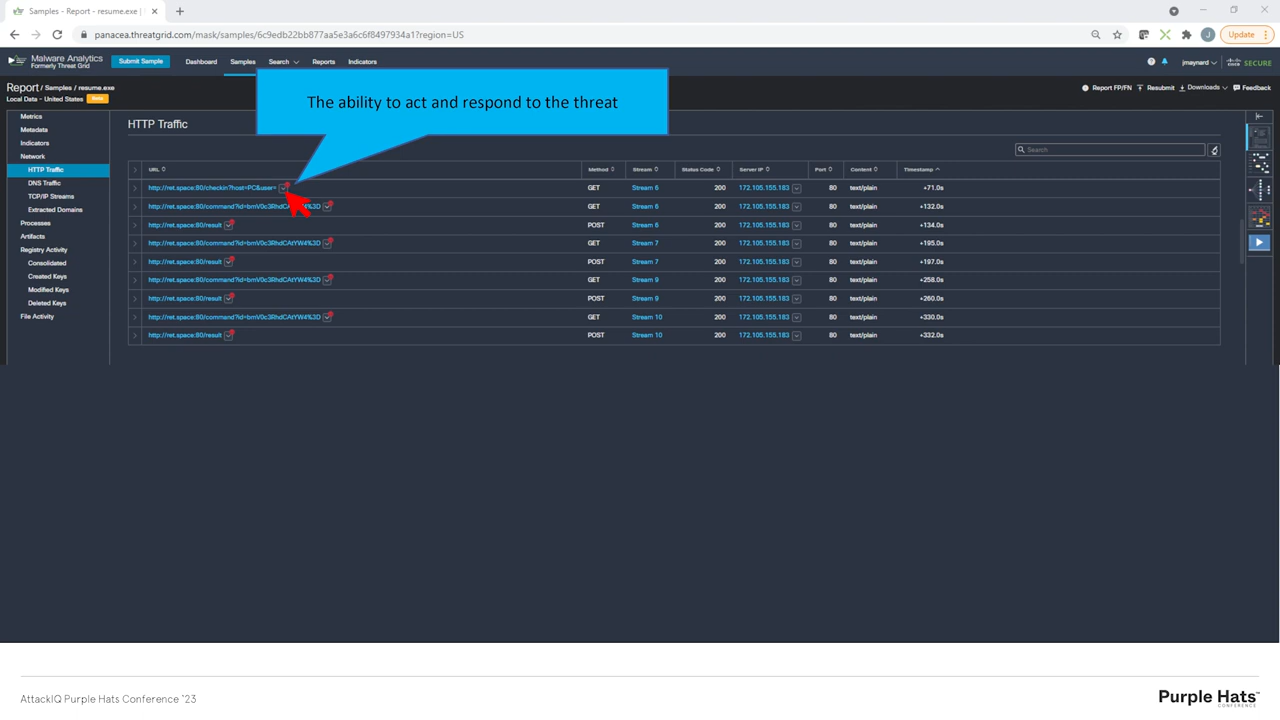 Samples - Report - resume.exe |
panacea.threatgrid.com/mask/samples/6c9edb22bb877aa5e3a6c6f8497934a1?region=US
J
Update
Malware Analytics
Formerly Threat Grid
Submit Sample
Dashboard Samples Search Reports Indicators
jmaynard
CISCO SECURE
Report / Samples / resume.exe
Local Data - United States Beta
Report FP/FN Resubmit Downloads Feedback
The ability to act and respond to the threat
Metrics
Metadata
Indicators
Network
HTTP Traffic
DNS Traffic
TCP/IP Streams
Extracted Domains
Processes
Artifacts
Registry Activity
Consolidated
Created Keys
Modified Keys
Deleted Keys
File Activity
HTTP Traffic
Search
URL Method Stream Status Code Server IP Port Content Timestamp
http://ret.space:80/checkin?host=PC&user= GET Stream 6 200 172.105.155.183 80 text/plain +71.0s
http://ret.space:80/command?id=bmV0c3RhdCA W4%3D GET Stream 6 200 172.105.155.183 80 text/plain +132.0s
http://ret.space:80/result POST Stream 6 200 172.105.155.183 80 text/plain +134.0s
http://ret.space:80/command?id=bmV0c3RhdCAtYW4%3D GET Stream 7 200 172.105.155.183 80 text/plain +195.0s
http://ret.space:80/result POST Stream 7 200 172.105.155.183 80 text/plain +197.0s
http://ret.space:80/command?id=bmV0c3RhdCAtYW4%3D GET Stream 9 200 172.105.155.183 80 text/plain +258.0s
http://ret.space:80/result POST Stream 9 200 172.105.155.183 80 text/plain +260.0s
http://ret.space:80/command?id=bmV0c3RhdCAtYW4%3D GET Stream 10 200 172.105.155.183 80 text/plain +330.0s
http://ret.space:80/result POST Stream 10 200 172.105.155.183 80 text/plain +332.0s
AttackIQ Purple Hats Conference '23
Purple Hats™
CONFERENCE